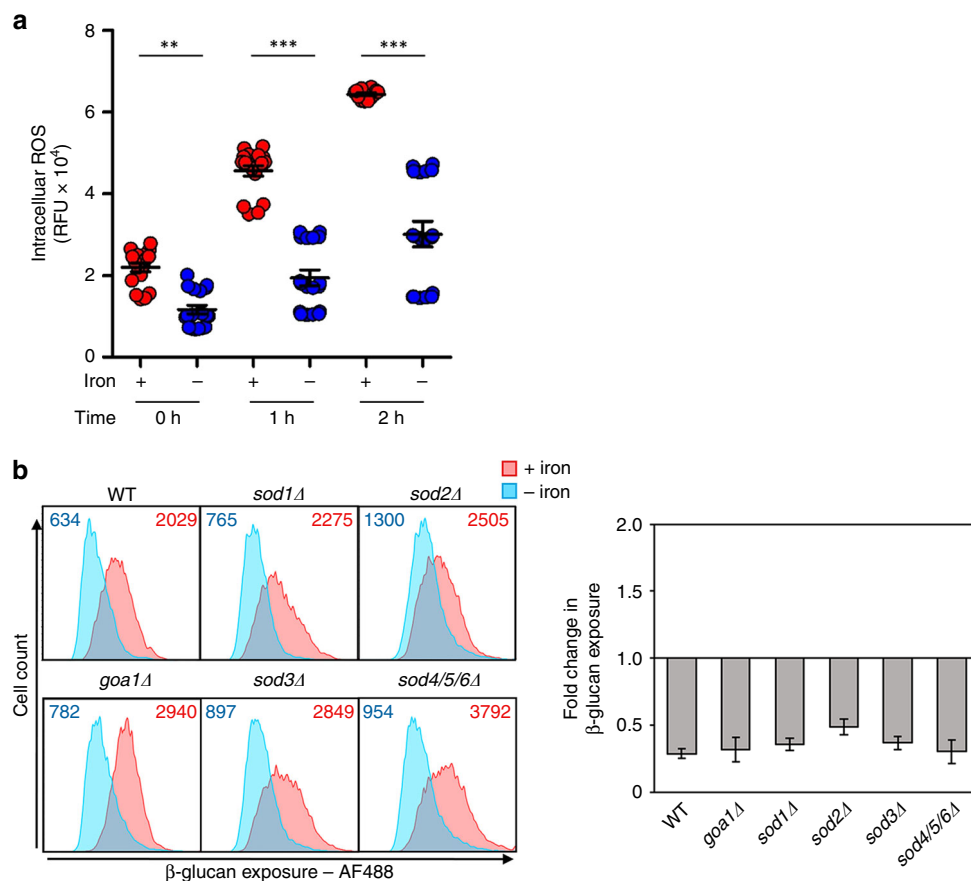 a
8
6
4
2
0
Intracelluar ROS
(RFU × 10⁴)
** *** ***
Iron + − + − + −
Time 0 h 1 h 2 h
b
+ iron
− iron
WT sod1Δ sod2Δ
634 2029 765 2275 1300 2505
goa1Δ sod3Δ sod4/5/6Δ
782 2940 897 2849 954 3792
Cell count
β-glucan exposure – AF488
2.0
1.5
1.0
0.5
0
Fold change in
β-glucan exposure
WT goa1Δ sod1Δ sod2Δ sod3Δ sod4/5/6Δ